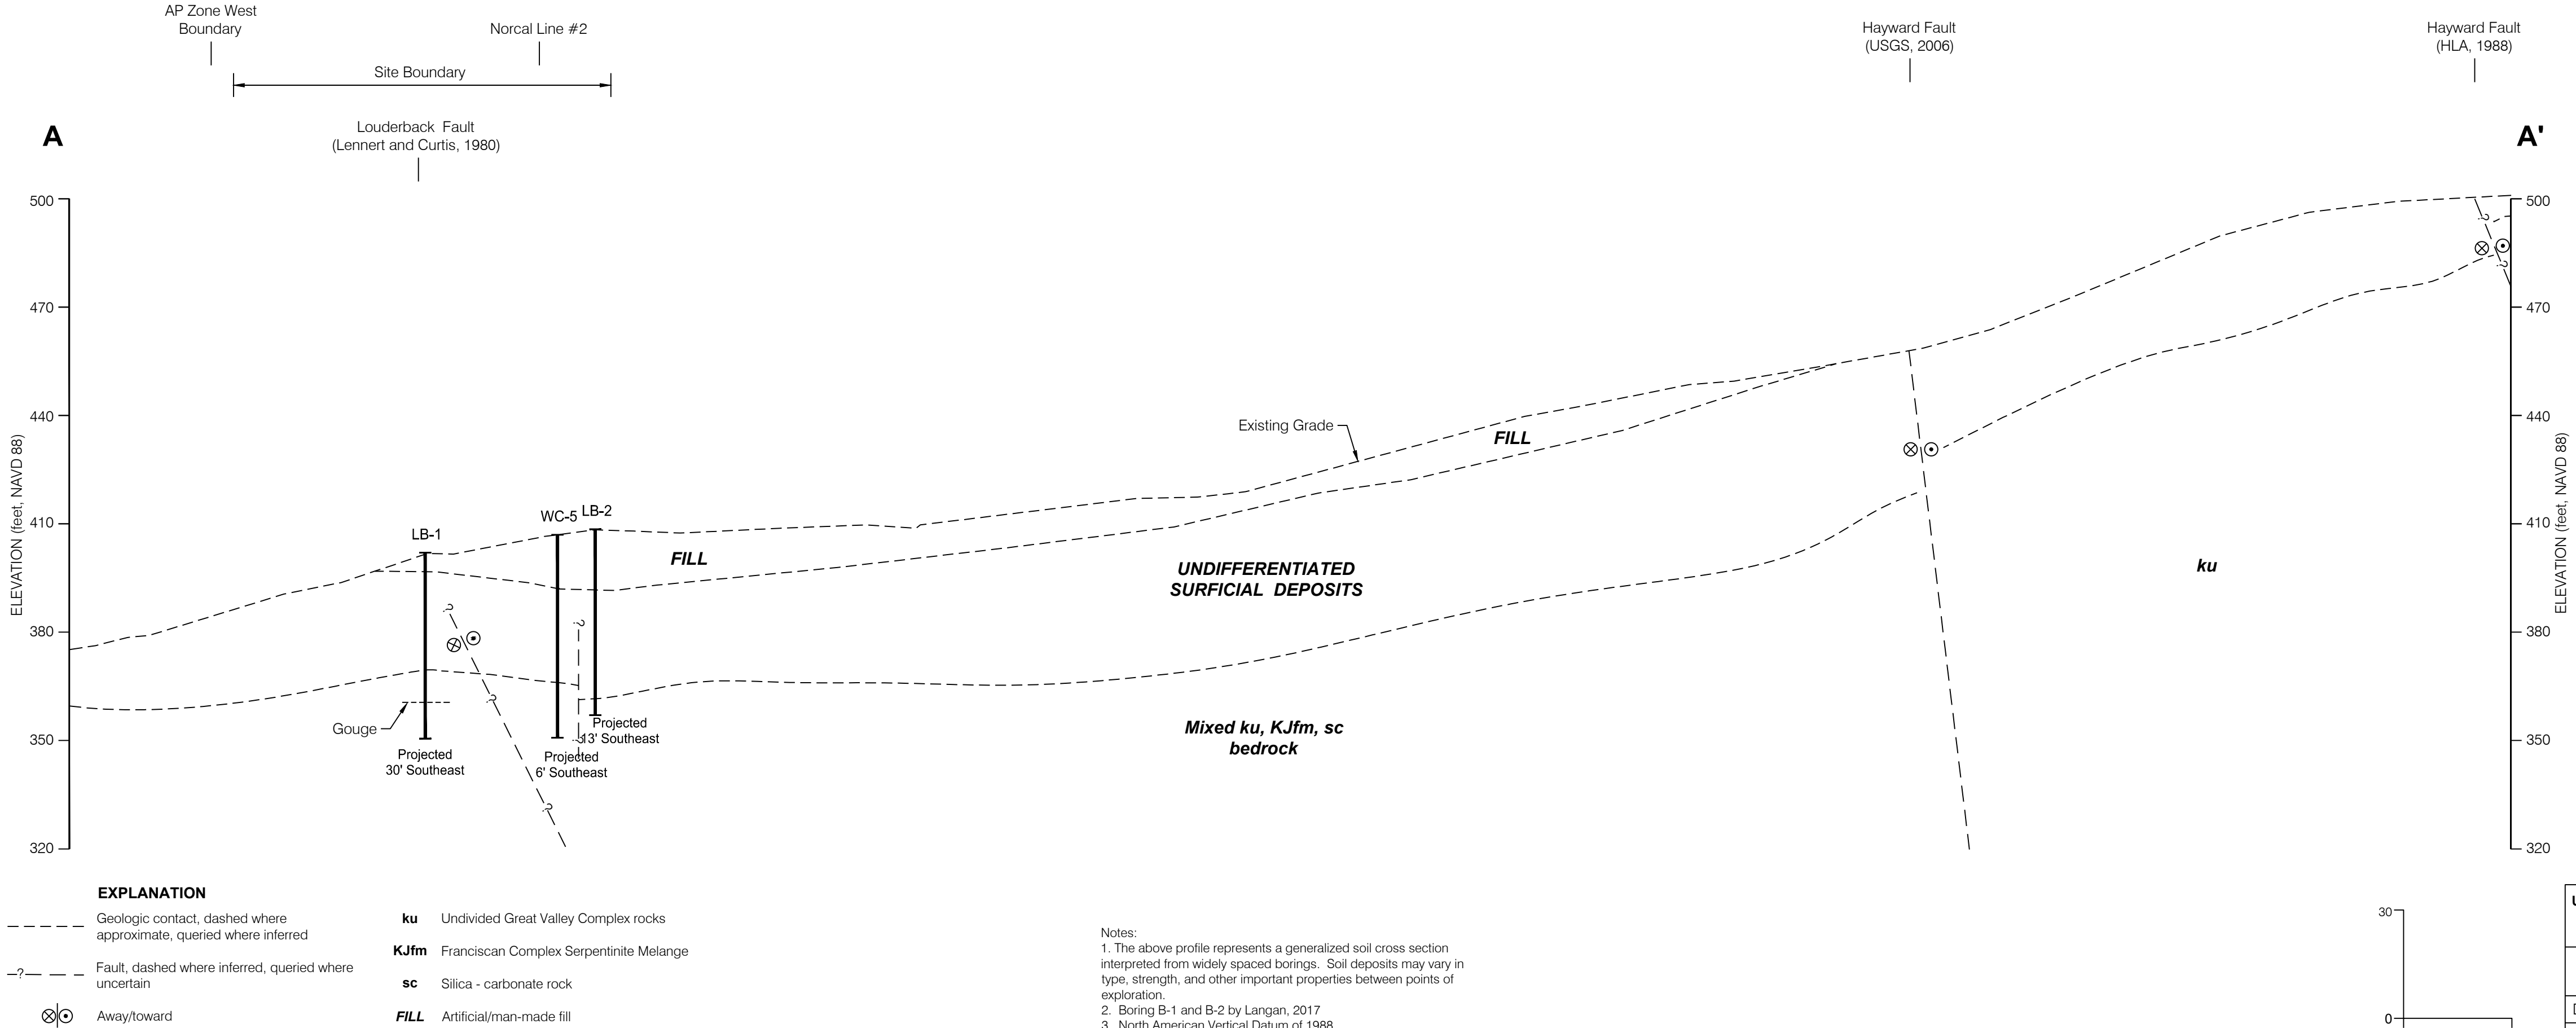 AP Zone West
Boundary
Norcal Line #2
Hayward Fault
(USGS, 2006)
Hayward Fault
(HLA, 1988)
Site Boundary
A
Louderback Fault
(Lennert and Curtis, 1980)
A'
500
470
440
410
380
350
320
ELEVATION (feet, NAVD 88)
500
470
440
410
380
350
320
ELEVATION (feet, NAVD 88)
?
?
Existing Grade
FILL
LB-1
WC-5
LB-2
FILL
UNDIFFERENTIATED
SURFICIAL DEPOSITS
ku
?
?
?
?
?
Gouge
Projected
30' Southeast
Projected
6' Southeast
Projected
13' Southeast
Mixed ku, KJfm, sc
bedrock
EXPLANATION
Geologic contact, dashed where
approximate, queried where inferred
?
Fault, dashed where inferred, queried where
uncertain
Away/toward
ku Undivided Great Valley Complex rocks
KJfm Franciscan Complex Serpentinite Melange
sc Silica - carbonate rock
FILL Artificial/man-made fill
Notes:
1. The above profile represents a generalized soil cross section
interpreted from widely spaced borings. Soil deposits may vary in
type, strength, and other important properties between points of
exploration.
2. Boring B-1 and B-2 by Langan, 2017
3. North American Vertical Datum of 1988
30
0